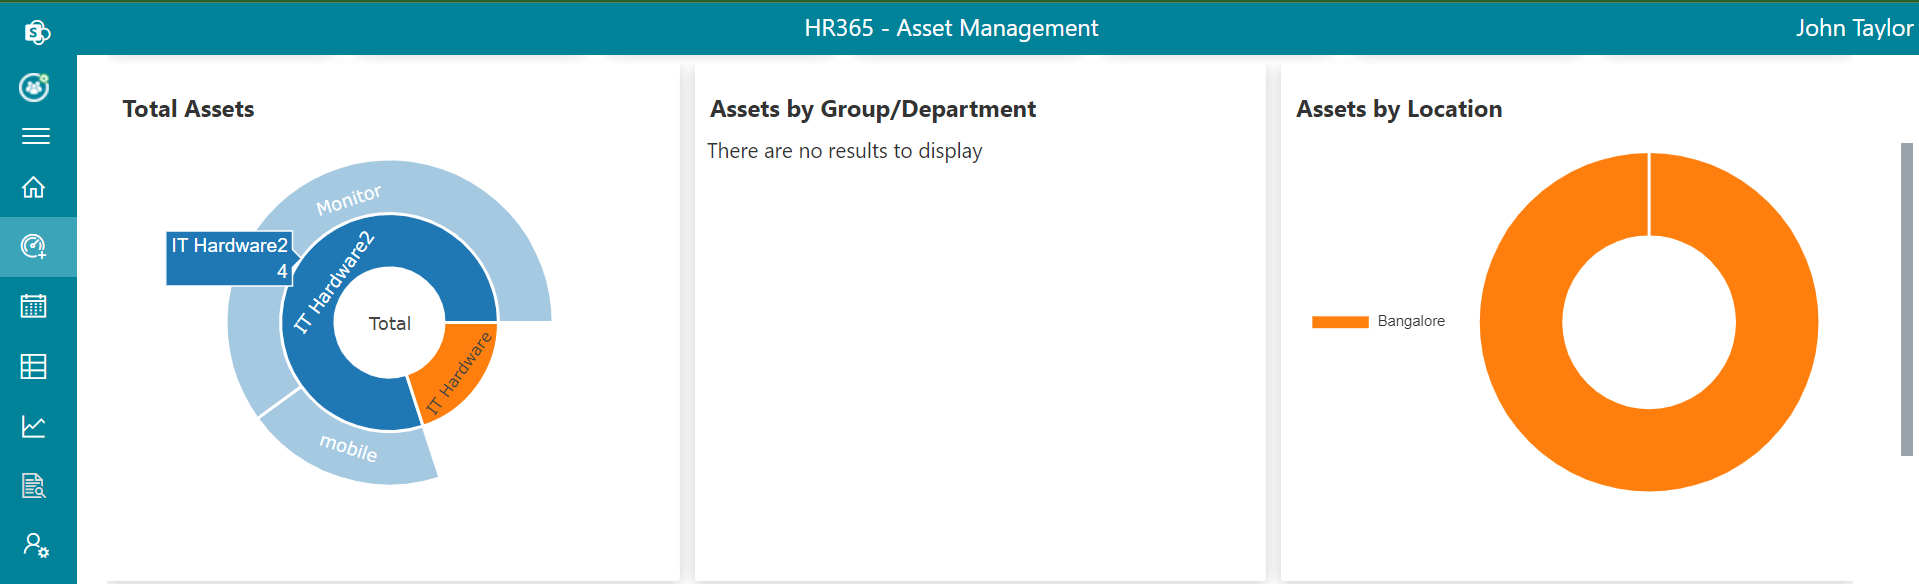 S
HR365 - Asset Management
John Taylor
Total Assets
Monitor
IT Hardware2
4
IT Hardware2
Total
IT Hardware
mobile
Assets by Group/Department
There are no results to display
Assets by Location
Bangalore